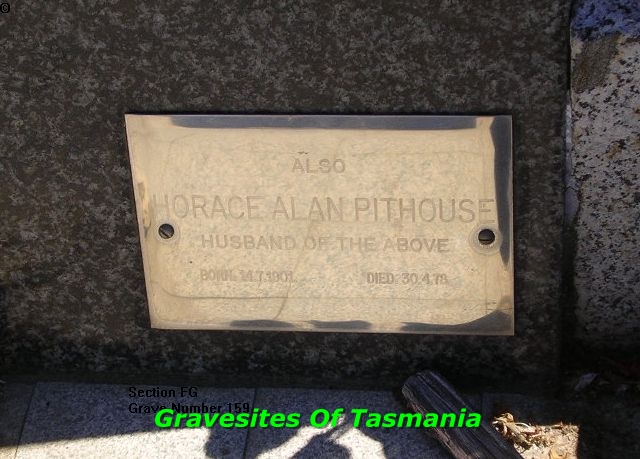 ©
ALSO
HORACE ALAN PITHOUSE
HUSBAND OF THE ABOVE
BORN. 14.7.1901. DIED. 30.4.78.
Section FG
Grave Number 159
Gravesites Of Tasmania